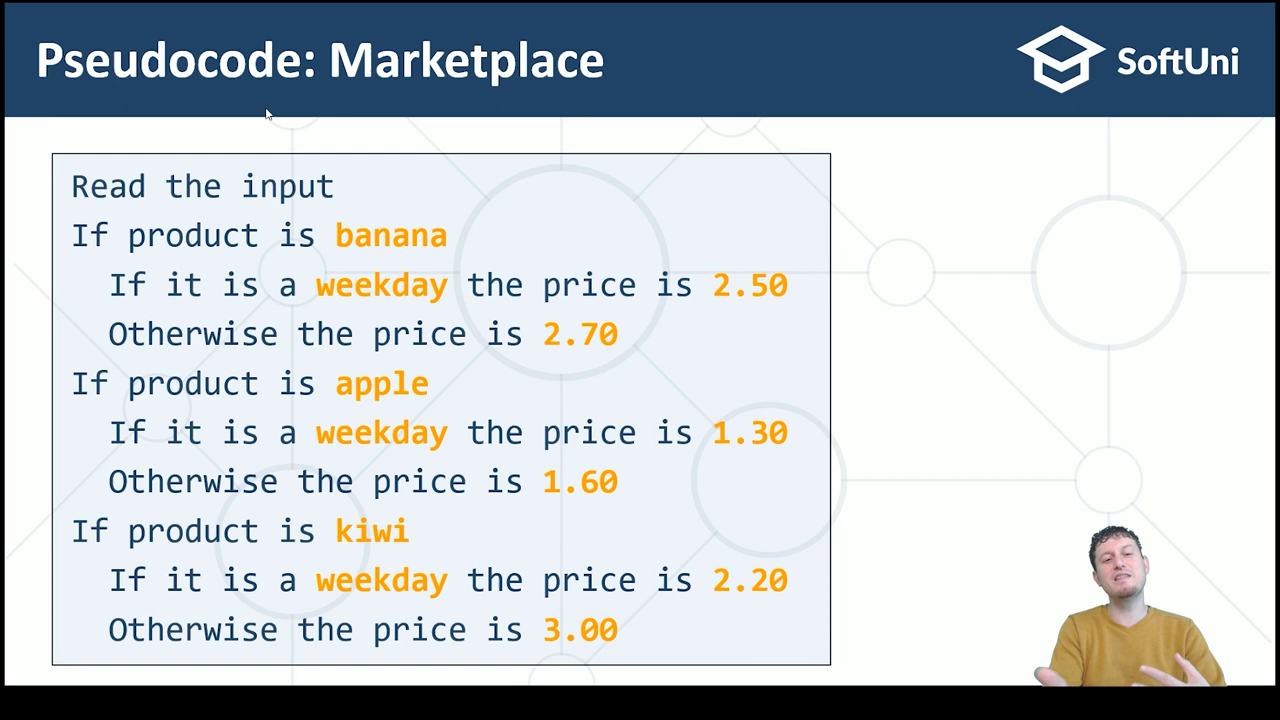 Pseudocode: Marketplace
SoftUni
Read the input
If product is banana
If it is a weekday the price is 2.50
Otherwise the price is 2.70
If product is apple
If it is a weekday the price is 1.30
Otherwise the price is 1.60
If product is kiwi
If it is a weekday the price is 2.20
Otherwise the price is 3.00